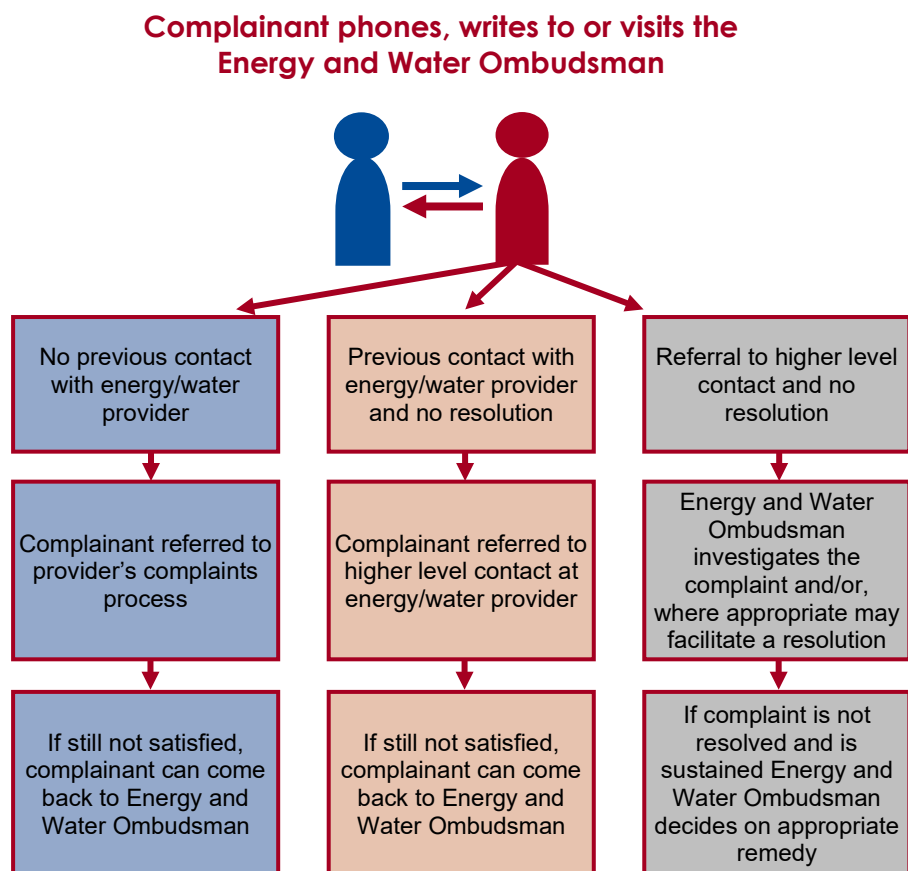 Complainant phones, writes to or visits the
Energy and Water Ombudsman
No previous contact
with energy/water
provider
Previous contact with
energy/water provider
and no resolution
Referral to higher level
contact and no
resolution
Complainant referred to
provider’s complaints
process
Complainant referred to
higher level contact at
energy/water provider
Energy and Water
Ombudsman
investigates the
complaint and/or,
where appropriate may
facilitate a resolution
If still not satisfied,
complainant can come
back to Energy and
Water Ombudsman
If still not satisfied,
complainant can come
back to Energy and
Water Ombudsman
If complaint is not
resolved and is
sustained Energy and
Water Ombudsman
decides on appropriate
remedy